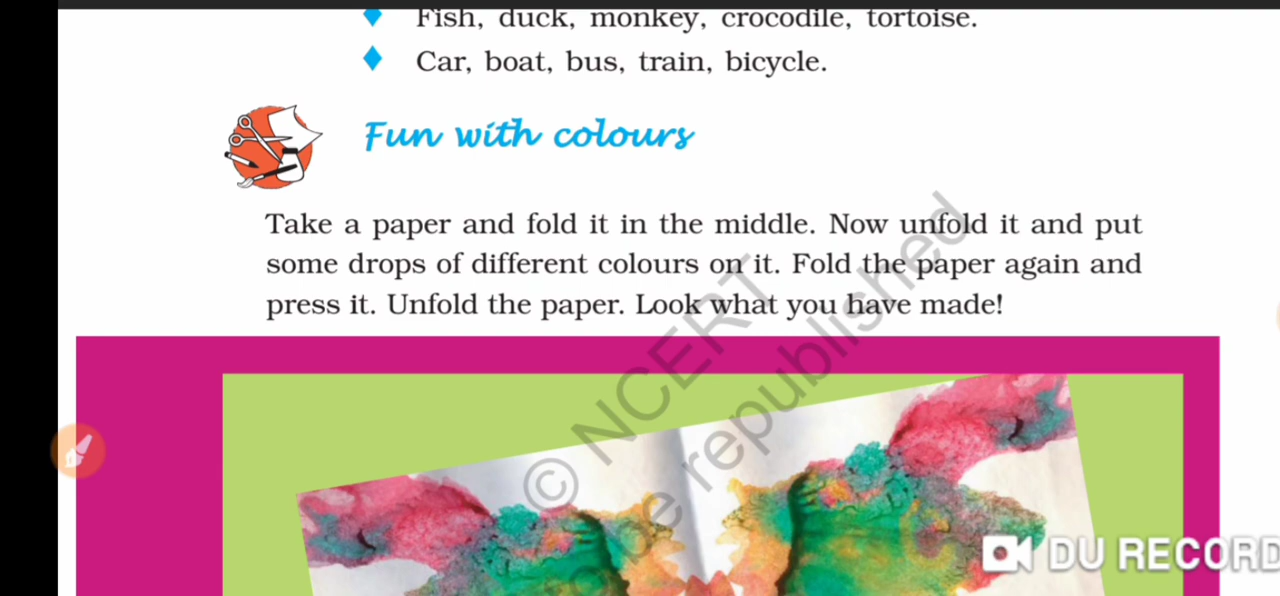 Fish, duck, monkey, crocodile, tortoise.
Car, boat, bus, train, bicycle.
Fun with colours
Take a paper and fold it in the middle. Now unfold it and put
some drops of different colours on it. Fold the paper again and
press it. Unfold the paper. Look what you have made!
© NCERT
be republished
DU RECORD